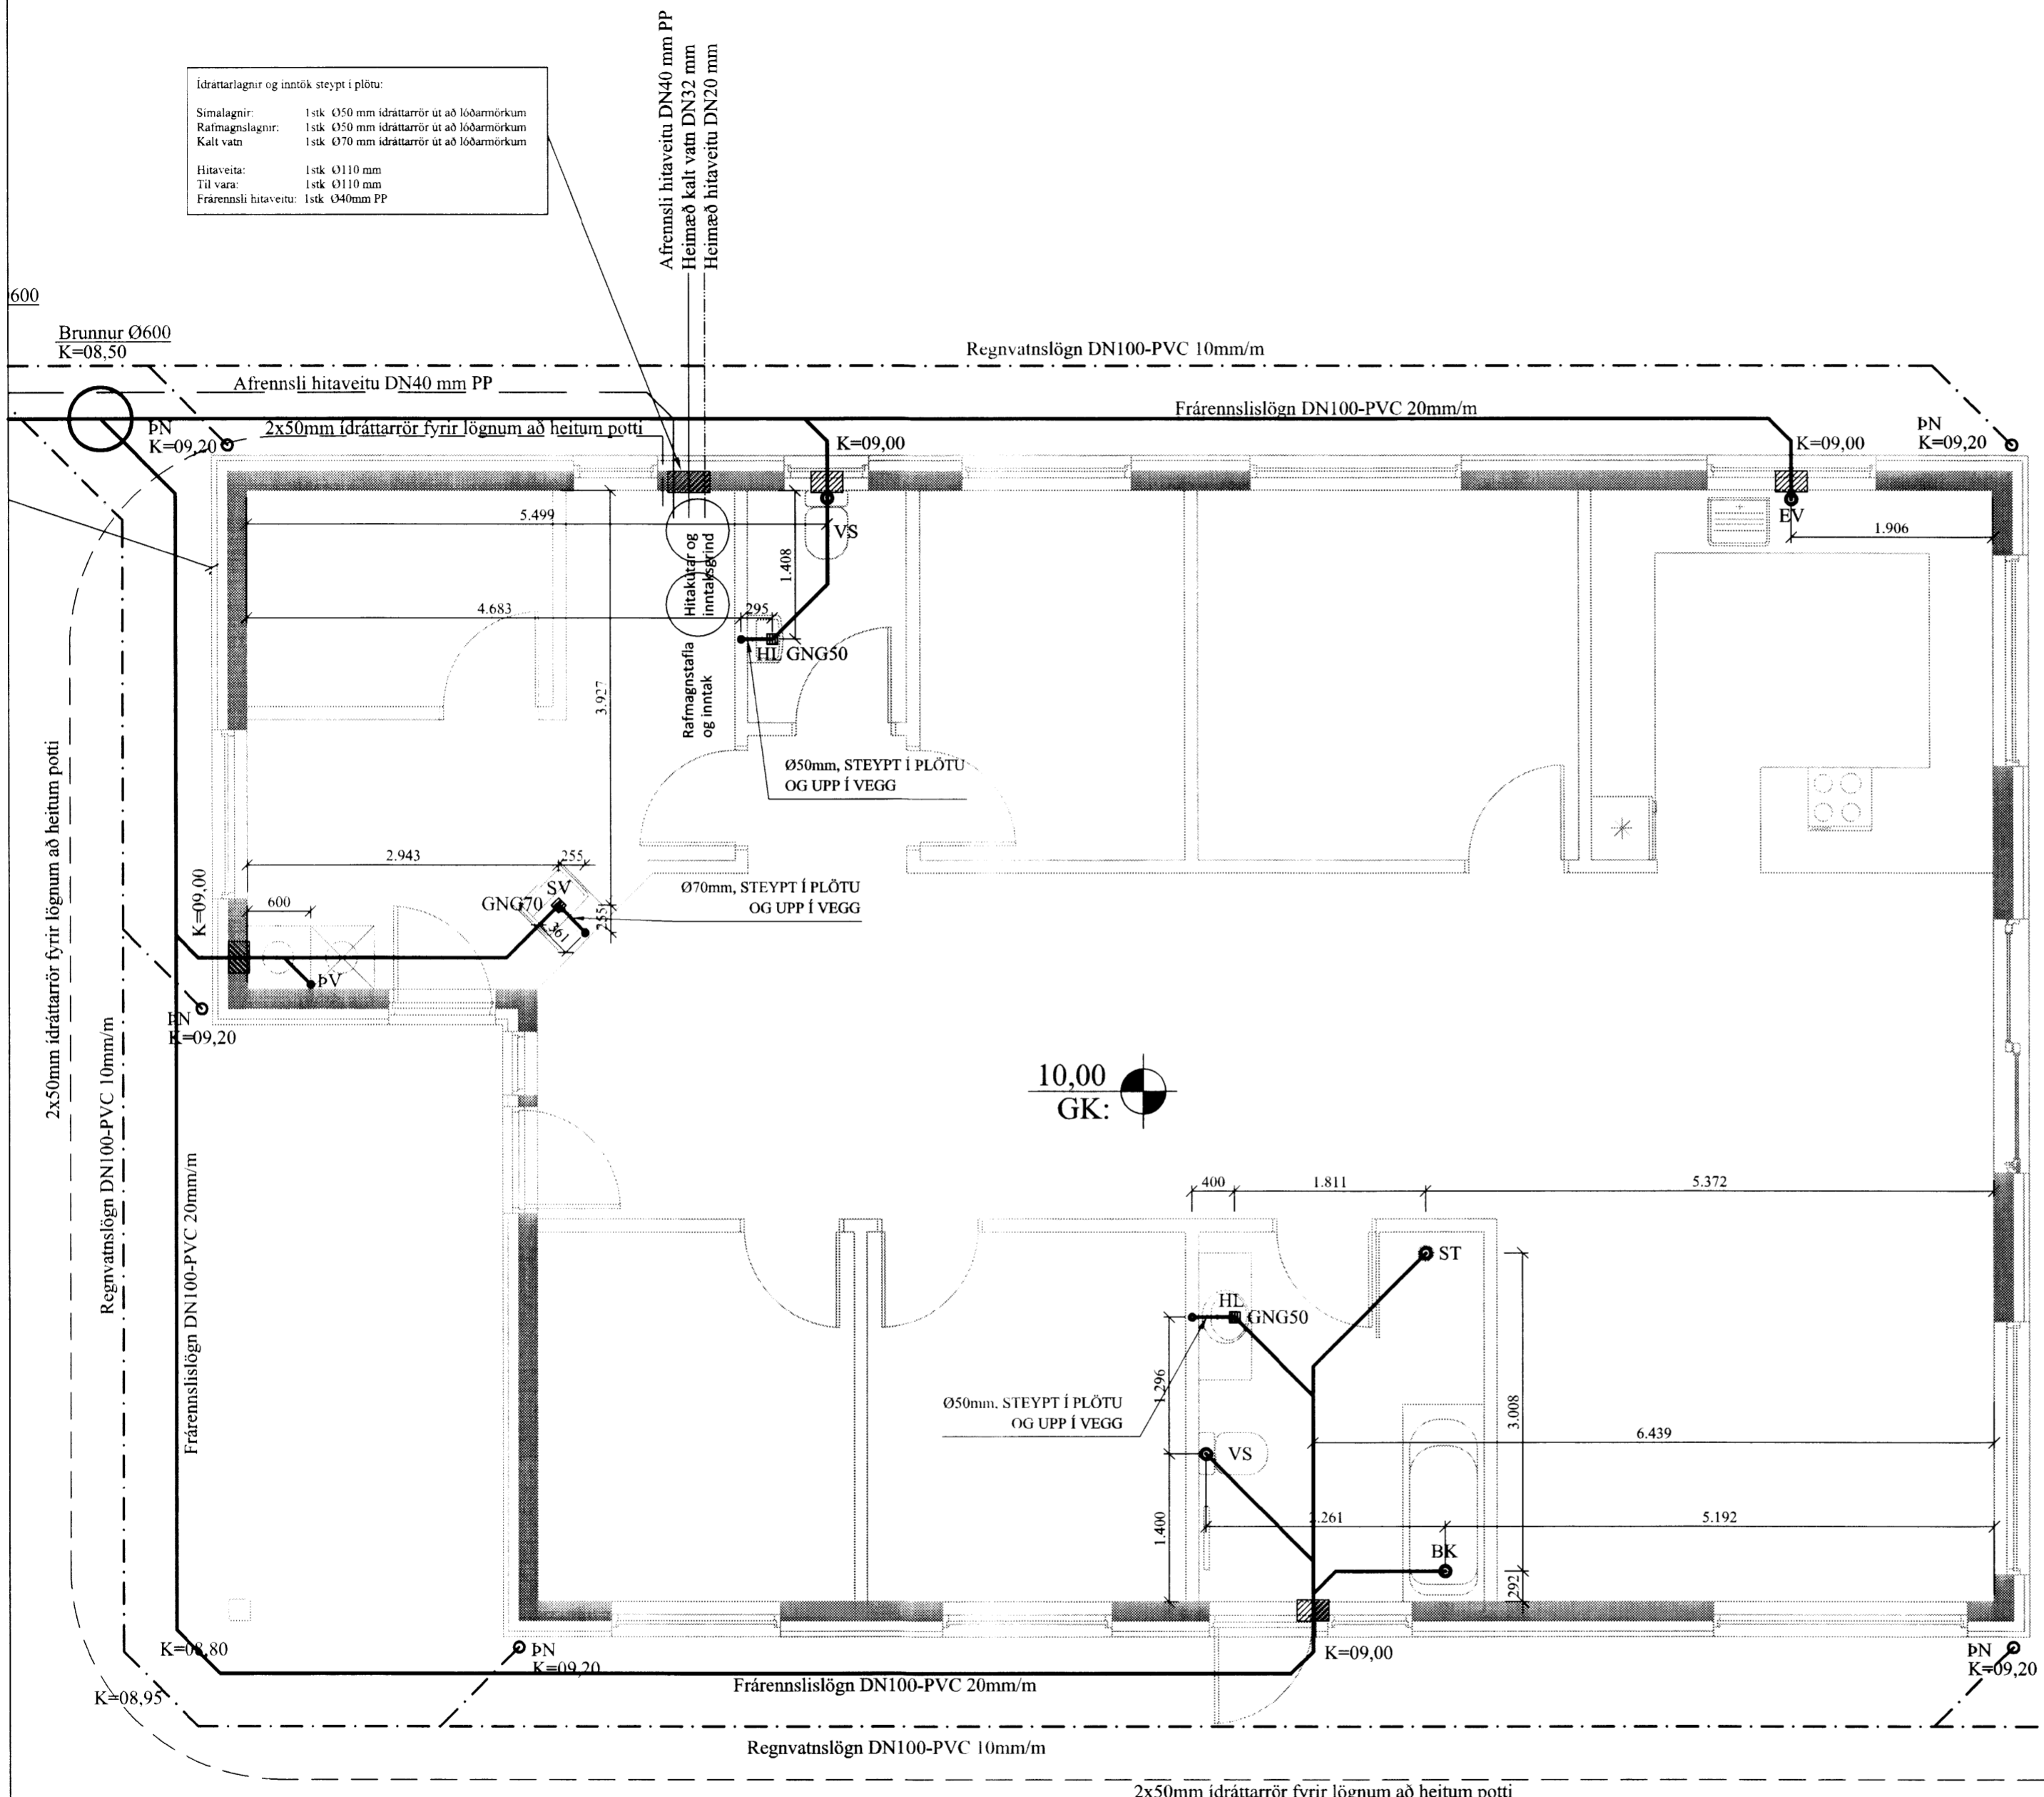 Ídráttarlagnir og inntök steypt í plötu:
Símalagnir: 1stk Ø50 mm ídráttarrör út að lóðarmörkum
Rafmagnslagnir: 1stk Ø50 mm ídráttarrör út að lóðarmörkum
Kalt vatn 1stk Ø70 mm ídráttarrör út að lóðarmörkum
Hitaveita: 1stk Ø110 mm
Til vara: 1stk Ø110 mm
Frárennsli hitaveitu: 1stk Ø40mm PP
Afrennsli hitaveitu DN40 mm PP
Heimæð kalt vatn DN32 mm
Heimæð hitaveitu DN20 mm
600
Brunnur Ø600
K=08,50
Regnvatnslögn DN100-PVC 10mm/m
Afrennsli hitaveitu DN40 mm PP
Frárennslislögn DN100-PVC 20mm/m
ÞN
K=09,20
2x50mm ídráttarrör fyrir lögnum að heitum potti
K=09,00
K=09,00
ÞN
K=09,20
5.499
VS
EV
1.906
1.408
Hitakútar og
inntaksgrind
4.683
295
HL GNG50
3.927
Rafmagnstafla
og inntak
Ø50mm, STEYPT Í PLÖTU
OG UPP Í VEGG
2x50mm ídráttarrör fyrir lögnum að heitum potti
K=09,00
2.943
255
SV
GNG70
Ø70mm, STEYPT Í PLÖTU
OG UPP Í VEGG
600
255
361
ÞV
ÞN
K=09,20
Regnvatnslögn DN100-PVC 10mm/m
10,00
GK:
Frárennslislögn DN100-PVC 20mm/m
400
1.811
5.372
ST
HL
GNG50
1.296
Ø50mm, STEYPT Í PLÖTU
OG UPP Í VEGG
3.008
6.439
VS
1.400
2.261
5.192
BK
292
K=08,80
ÞN
K=09,20
K=09,00
ÞN
K=09,20
K=08,95
Frárennslislögn DN100-PVC 20mm/m
Regnvatnslögn DN100-PVC 10mm/m
2x50mm ídráttarrör fyrir lögnum að heitum potti